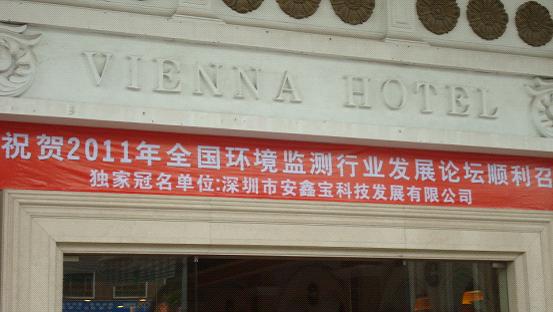 VIENNA HOTEL
祝贺2011年全国环境监测行业发展论坛顺利召
独家冠名单位:深圳市安鑫宝科技发展有限公司